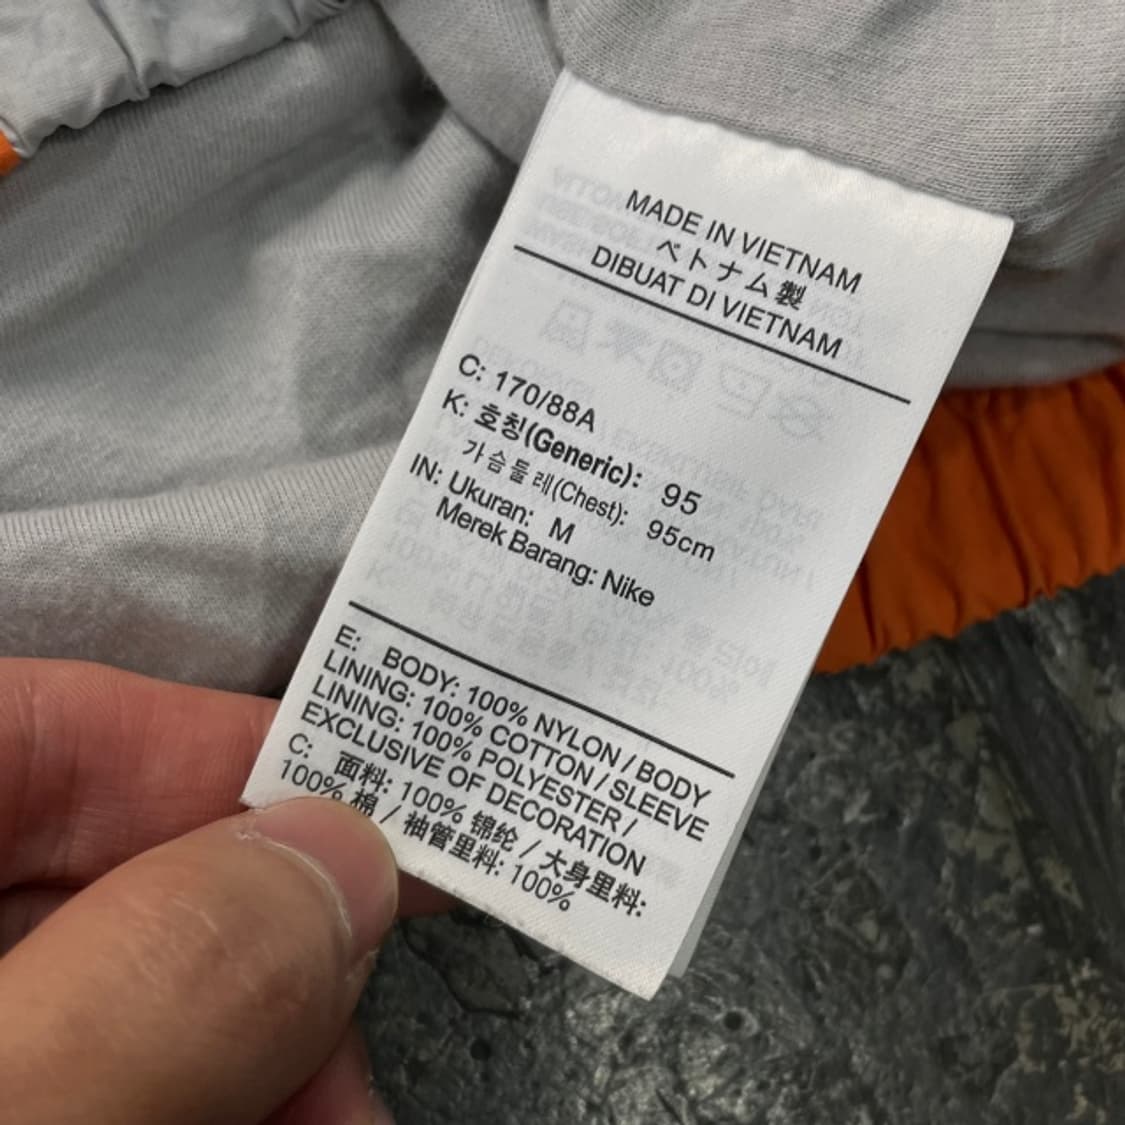 MADE IN VIETNAM
ベトナム製
DIBUAT DI VIETNAM
C: 170/88A
K: 호칭(Generic): 95
가슴둘레(Chest): 95cm
IN: Ukuran: M
Merek Barang: Nike
E: BODY: 100% NYLON / BODY
LINING: 100% COTTON / SLEEVE
LINING: 100% POLYESTER /
EXCLUSIVE OF DECORATION
C: 面料: 100% 锦纶 / 大身里料:
100% 棉 / 袖管里料: 100%